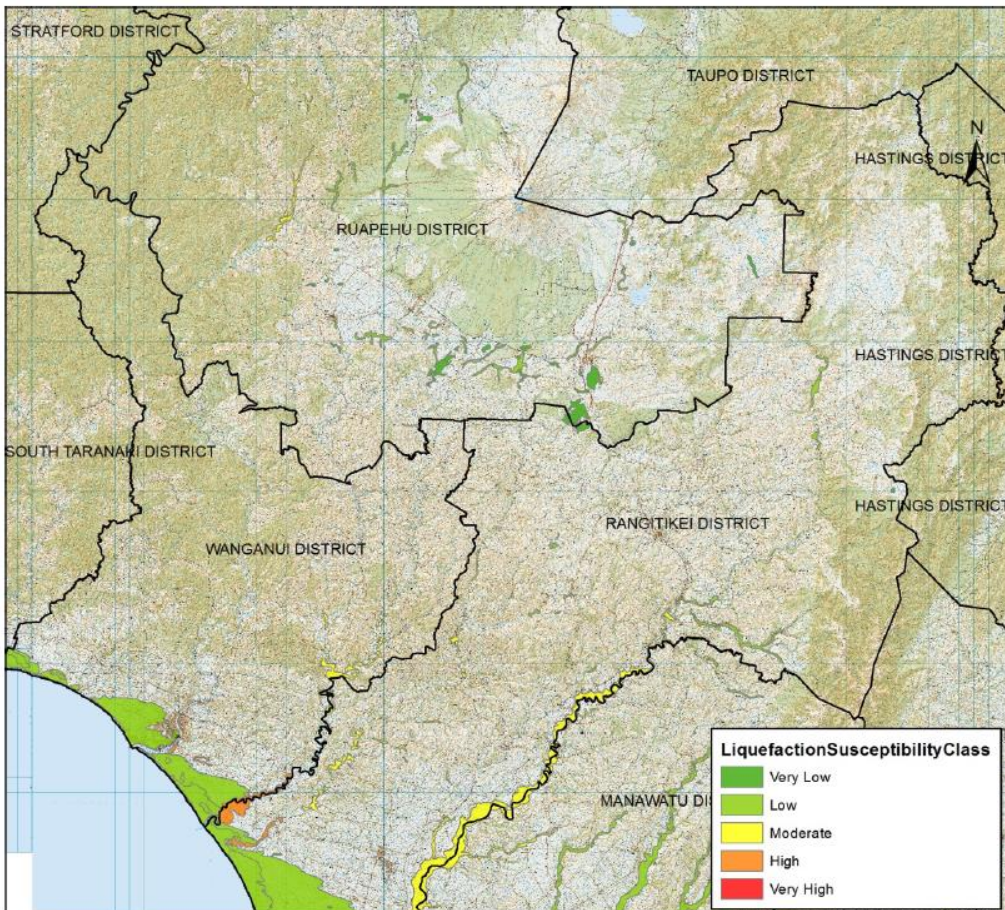 STRATFORD DISTRICT
TAUPO DISTRICT
N
HASTINGS DISTRICT
RUAPEHU DISTRICT
HASTINGS DISTRICT
SOUTH TARANAKI DISTRICT
HASTINGS DISTRICT
RANGITIKEI DISTRICT
WANGANUI DISTRICT
MANAWATU DIS
LiquefactionSusceptibilityClass
Very Low
Low
Moderate
High
Very High